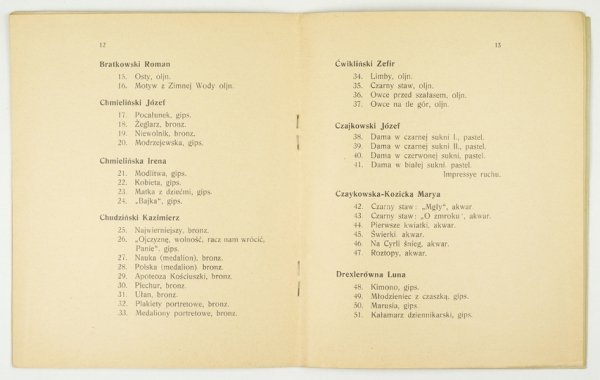 12
Bratkowski Roman
15. Osty, oljn.
16. Motyw z Zimnej Wody oljn.
Chmieliński Józef
17. Pocałunek, gips.
18. Żeglarz, bronz.
19. Niewolnik, bronz.
20. Modrzejewska, gips.
Chmielińska Irena
21. Modlitwa, gips.
22. Kobieta, gips.
23. Matka z dziećmi, gips.
24. „Bajka", gips.
Chudziński Kazimierz
25. Najwierniejszy, bronz.
26. „Ojczyznę, wolność, racz nam wrócić,
Panie", gips.
27. Nauka (medalion) bronz.
28. Polska (medalion) bronz.
29. Apoteoza Kościuszki, bronz.
30. Piechur, bronz.
31. Ułan, bronz.
32. Plakiety portretowe, bronz.
33. Medaliony portretowe, bronz.
13
Ćwikliński Zefir
34. Limby, oljn.
35. Czarny staw, oljn.
36. Owce przed szałasem, oljn.
37. Owce na tle gór, oljn.
Czajkowski Józef
38. Dama w czarnej sukni I., pastel.
39. Dama w czarnej sukni II., pastel.
40. Dama w czerwonej sukni, pastel.
41. Dama w białej sukni, pastel.
Impressye ruchu.
Czaykowska-Kozicka Marya
42. Czarny staw: „Mgły", akwar.
43. Czarny staw: „O zmroku", akwar.
44. Pierwsze kwiatki, akwar.
45. Świerki, akwar.
46. Na Cyrli śnieg, akwar.
47. Roztopy, akwar.
Drexlerówna Luna
48. Kimono, gips.
49. Młodzieniec z czaszką, gips.
50. Marusia, gips.
51. Kałamarz dziennikarski, gips.